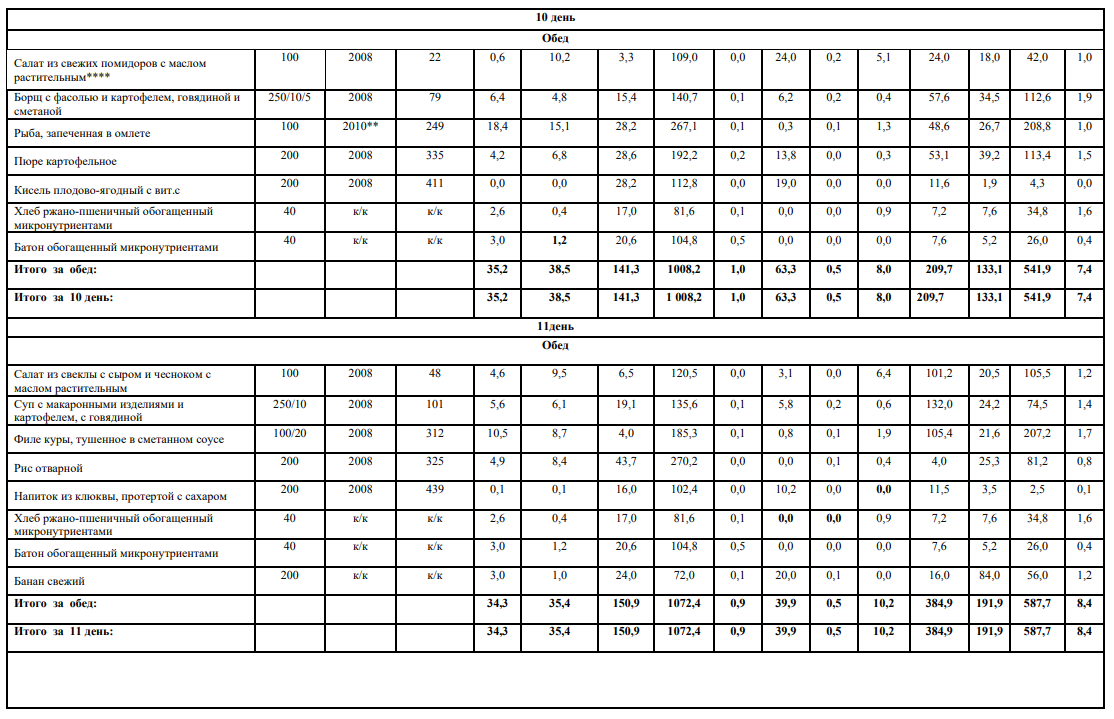 10 день
Обед
Салат из свежих помидоров с маслом 100 2008 22 0,6 10,2 3,3 109,0 0,0 24,0 0,2 5,1 24,0 18,0 42,0 1,0
растительным****
Борщ с фасолью и картофелем, говядиной и 250/10/5 2008 79 6,4 4,8 15,4 140,7 0,1 6,2 0,2 0,4 57,6 34,5 112,6 1,9
сметаной
Рыба, запеченная в омлете 100 2010** 249 18,4 15,1 28,2 267,1 0,1 0,3 0,1 1,3 48,6 26,7 208,8 1,0
Пюре картофельное 200 2008 335 4,2 6,8 28,6 192,2 0,2 13,8 0,0 0,3 53,1 39,2 113,4 1,5
Кисель плодово-ягодный с вит.с 200 2008 411 0,0 0,0 28,2 112,8 0,0 19,0 0,0 0,0 11,6 1,9 4,3 0,0
Хлеб ржано-пшеничный обогащенный 40 к/к к/к 2,6 0,4 17,0 81,6 0,1 0,0 0,0 0,9 7,2 7,6 34,8 1,6
микронутриентами
Батон обогащенный микронутриентами 40 к/к к/к 3,0 1,2 20,6 104,8 0,5 0,0 0,0 0,0 7,6 5,2 26,0 0,4
Итого за обед: 35,2 38,5 141,3 1008,2 1,0 63,3 0,5 8,0 209,7 133,1 541,9 7,4
Итого за 10 день: 35,2 38,5 141,3 1 008,2 1,0 63,3 0,5 8,0 209,7 133,1 541,9 7,4
11день
Обед
Салат из свеклы с сыром и чесноком с 100 2008 48 4,6 9,5 6,5 120,5 0,0 3,1 0,0 6,4 101,2 20,5 105,5 1,2
маслом растительным
Суп с макаронными изделиями и 250/10 2008 101 5,6 6,1 19,1 135,6 0,1 5,8 0,2 0,6 132,0 24,2 74,5 1,4
картофелем, с говядиной
Филе куры, тушенное в сметанном соусе 100/20 2008 312 10,5 8,7 4,0 185,3 0,1 0,8 0,1 1,9 105,4 21,6 207,2 1,7
Рис отварной 200 2008 325 4,9 8,4 43,7 270,2 0,0 0,0 0,1 0,4 4,0 25,3 81,2 0,8
Напиток из клюквы, протертой с сахаром 200 2008 439 0,1 0,1 16,0 102,4 0,0 10,2 0,0 0,0 11,5 3,5 2,5 0,1
Хлеб ржано-пшеничный обогащенный 40 к/к к/к 2,6 0,4 17,0 81,6 0,1 0,0 0,0 0,9 7,2 7,6 34,8 1,6
микронутриентами
Батон обогащенный микронутриентами 40 к/к к/к 3,0 1,2 20,6 104,8 0,5 0,0 0,0 0,0 7,6 5,2 26,0 0,4
Банан свежий 200 к/к к/к 3,0 1,0 24,0 72,0 0,1 20,0 0,1 0,0 16,0 84,0 56,0 1,2
Итого за обед: 34,3 35,4 150,9 1072,4 0,9 39,9 0,5 10,2 384,9 191,9 587,7 8,4
Итого за 11 день: 34,3 35,4 150,9 1072,4 0,9 39,9 0,5 10,2 384,9 191,9 587,7 8,4